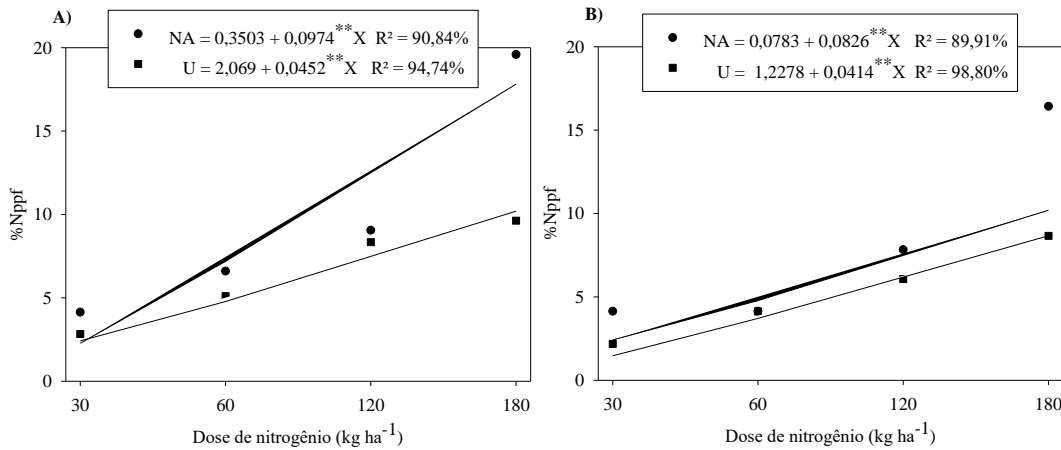 A)
NA = 0,3503 + 0,0974**X R² = 90,84%
U = 2,069 + 0,0452**X R² = 94,74%
20
15
10
5
0
%Nppf
30 60 120 180
Dose de nitrogênio (kg ha-1)
B)
NA = 0,0783 + 0,0826**X R² = 89,91%
U = 1,2278 + 0,0414**X R² = 98,80%
20
15
10
5
0
%Nppf
30 60 120 180
Dose de nitrogênio (kg ha-1)